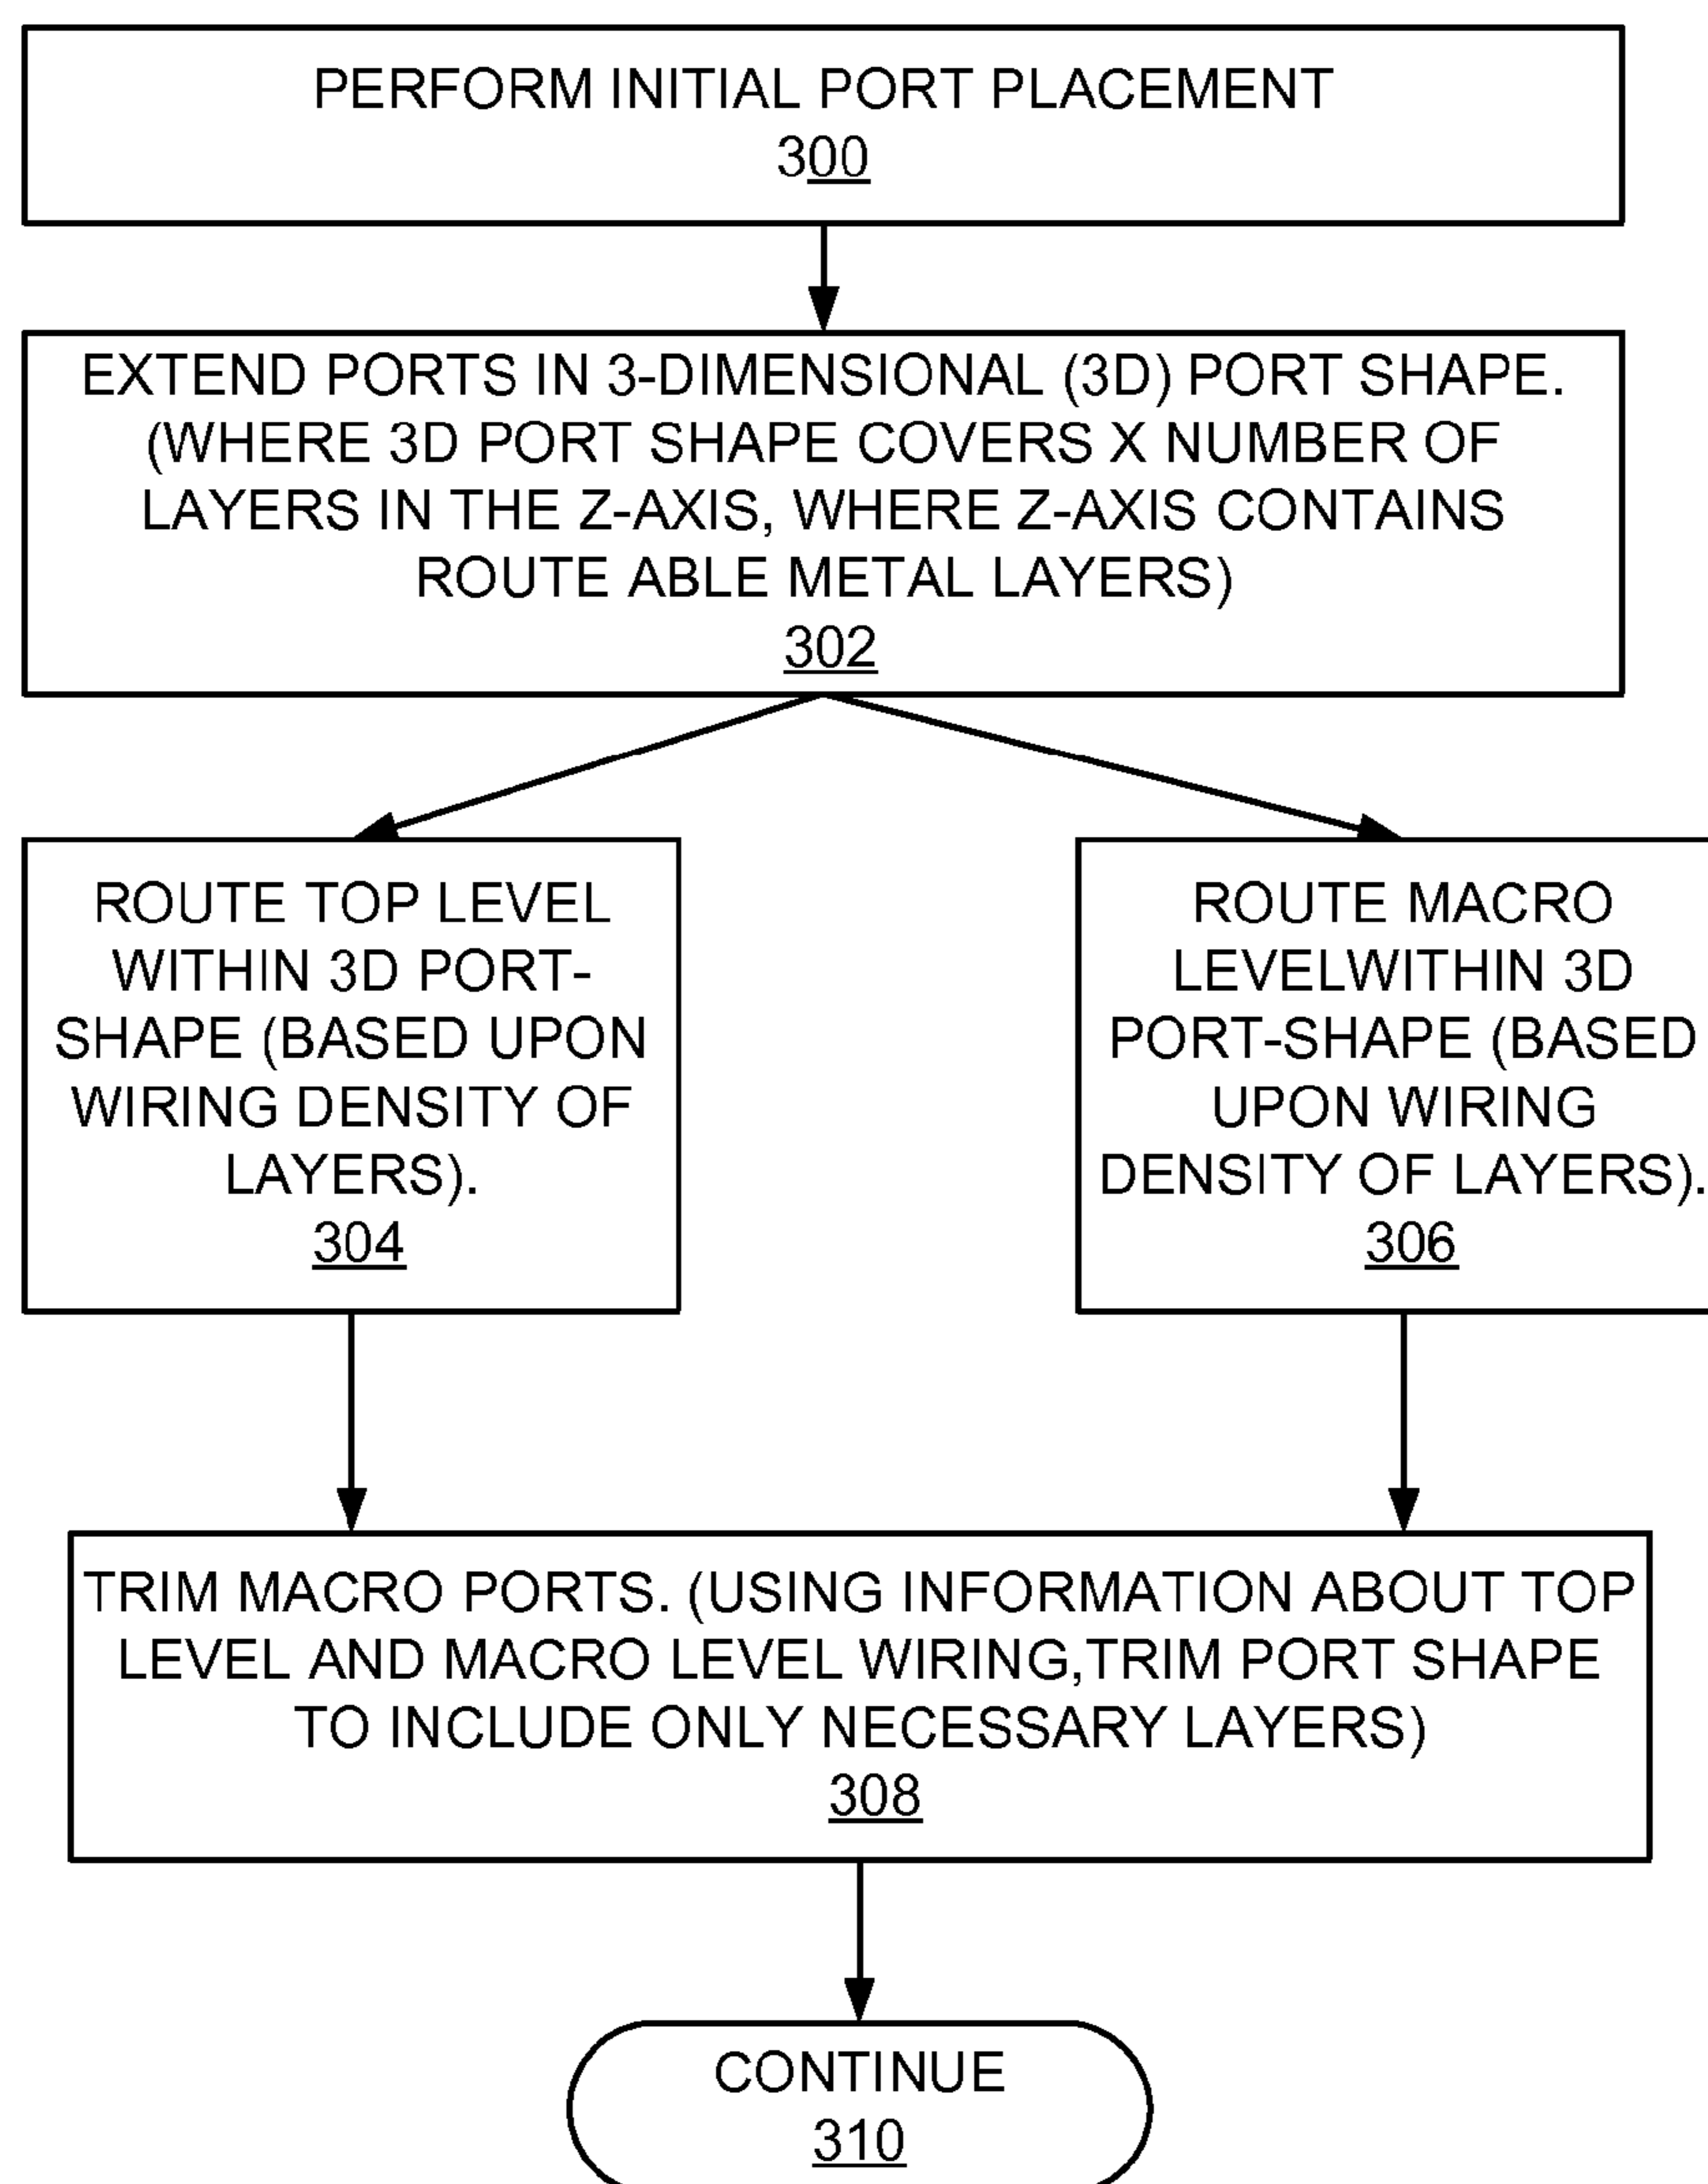 PERFORM INITIAL PORT PLACEMENT
300
EXTEND PORTS IN 3-DIMENSIONAL (3D) PORT SHAPE.
(WHERE 3D PORT SHAPE COVERS X NUMBER OF
LAYERS IN THE Z-AXIS, WHERE Z-AXIS CONTAINS
ROUTE ABLE METAL LAYERS)
302
ROUTE TOP LEVEL
WITHIN 3D PORT-
SHAPE (BASED UPON
WIRING DENSITY OF
LAYERS).
304
ROUTE MACRO
LEVELWITHIN 3D
PORT-SHAPE (BASED
UPON WIRING
DENSITY OF LAYERS).
306
TRIM MACRO PORTS. (USING INFORMATION ABOUT TOP
LEVEL AND MACRO LEVEL WIRING,TRIM PORT SHAPE
TO INCLUDE ONLY NECESSARY LAYERS)
308
CONTINUE
310